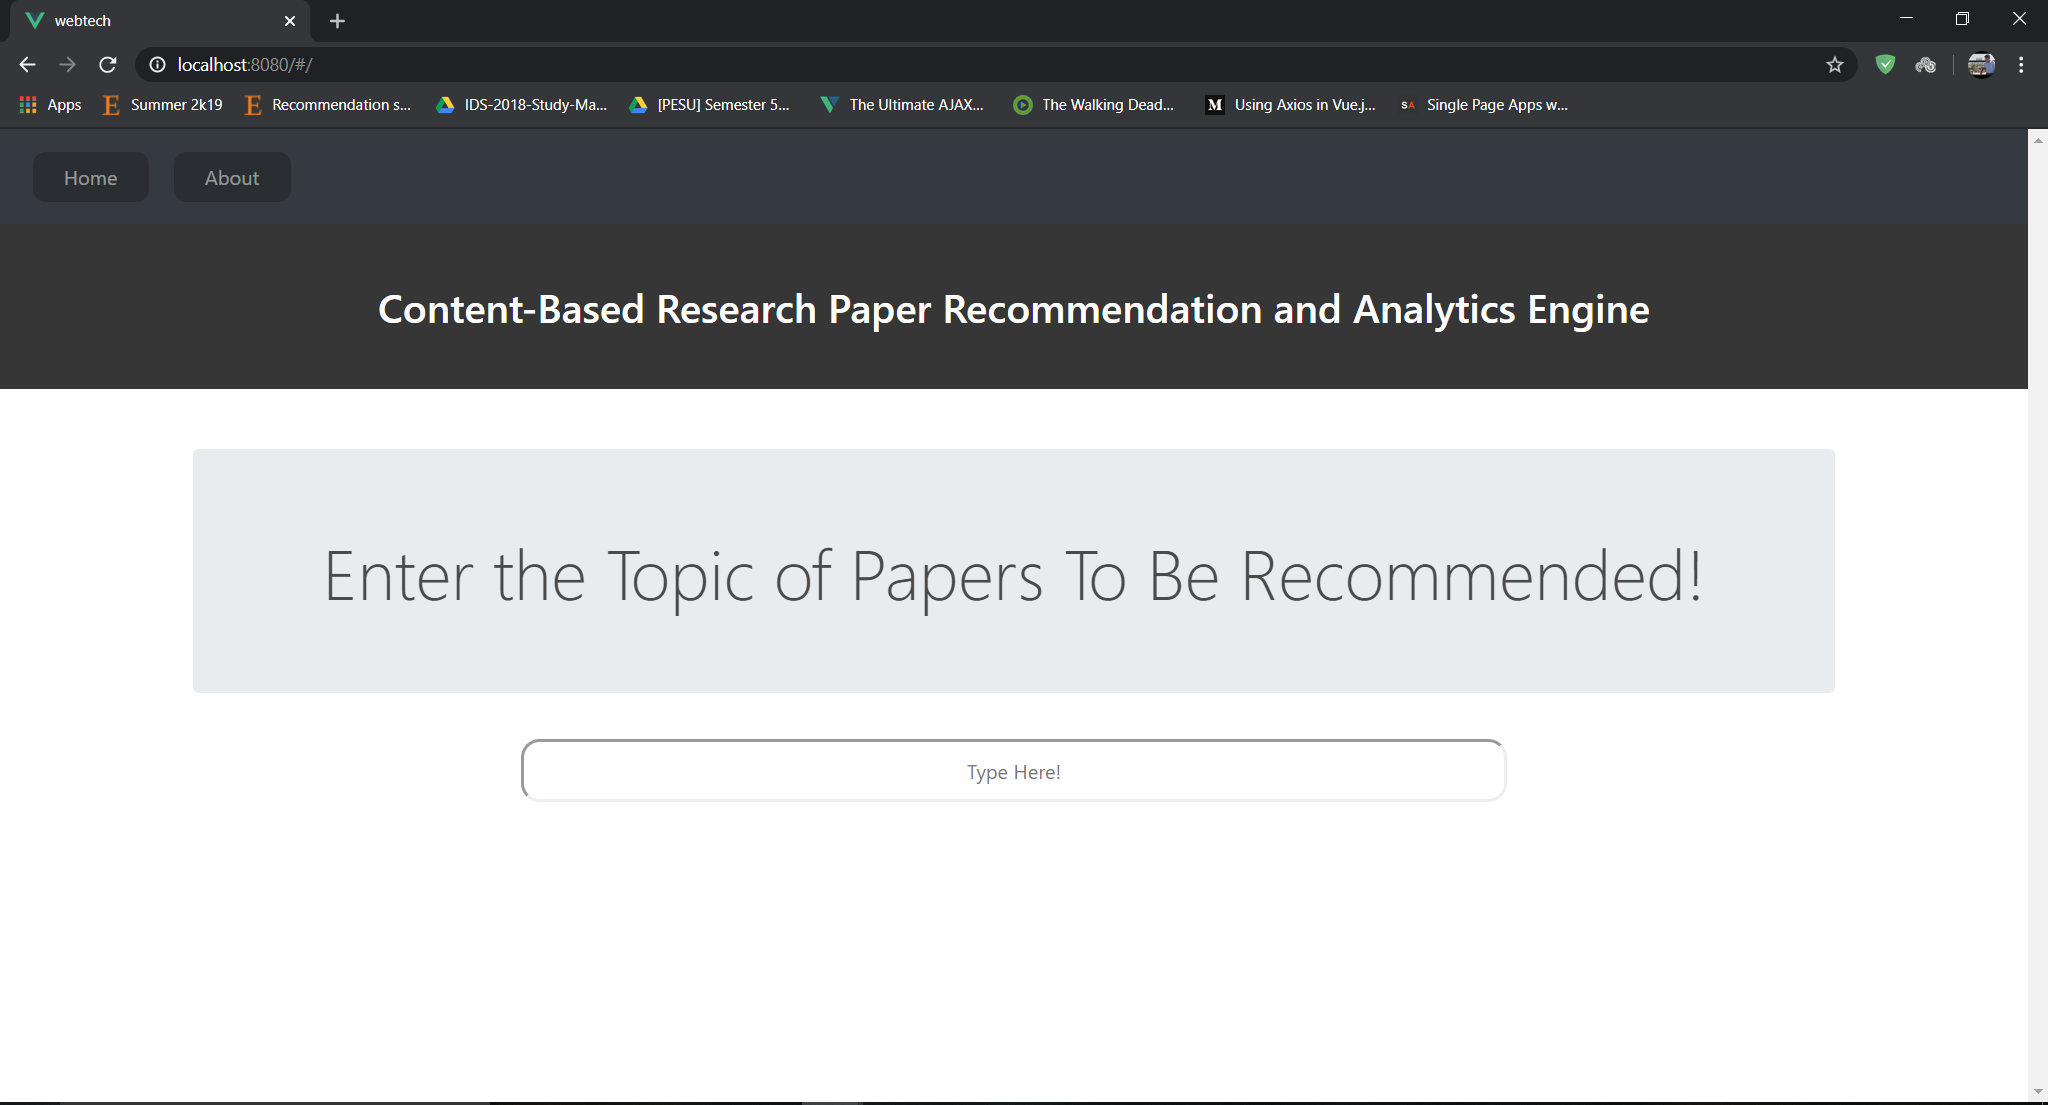 webtech
localhost:8080/#/
Apps Summer 2k19 Recommendation s... IDS-2018-Study-Ma... [PESU] Semester 5... The Ultimate AJAX... The Walking Dead... M Using Axios in Vue.j... SA Single Page Apps w...
Home About
Content-Based Research Paper Recommendation and Analytics Engine
Enter the Topic of Papers To Be Recommended!
Type Here!